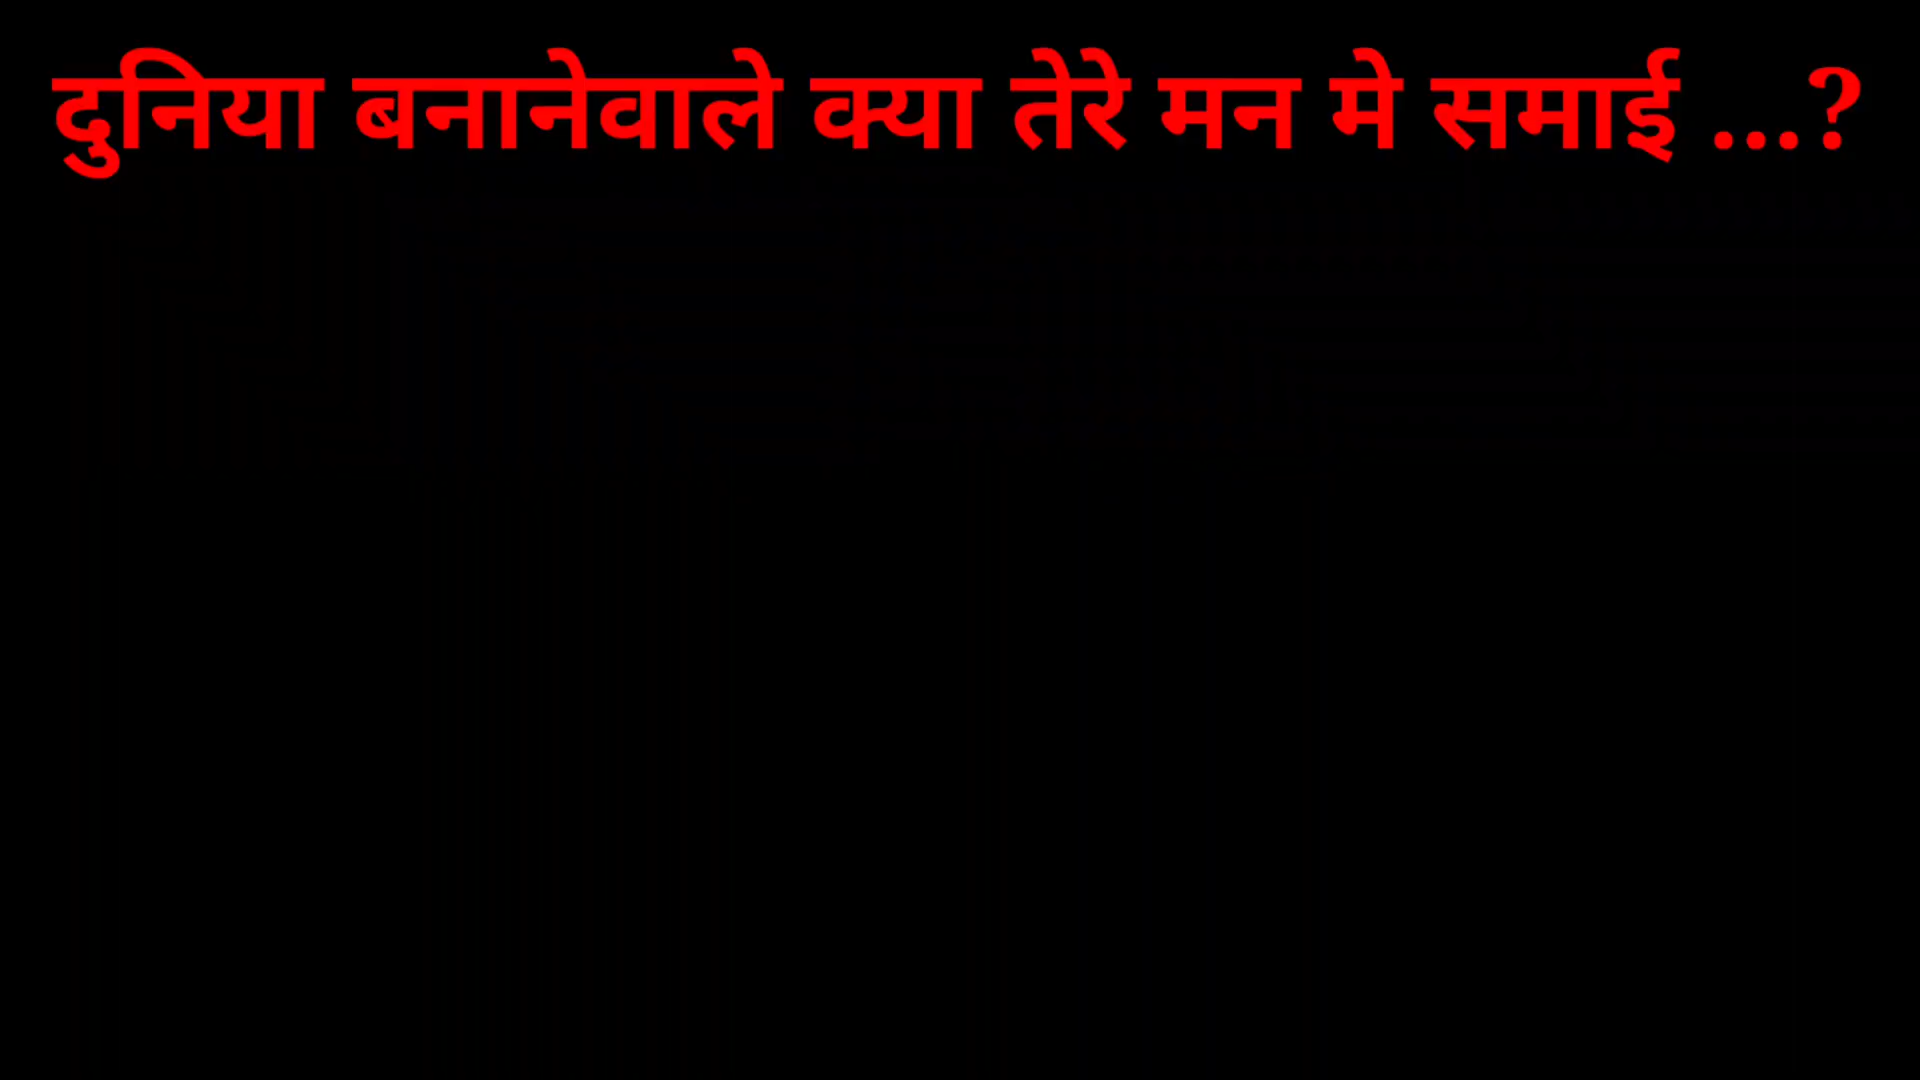 दुनिया बनानेवाले क्या तेरे मन मे समाई ...?